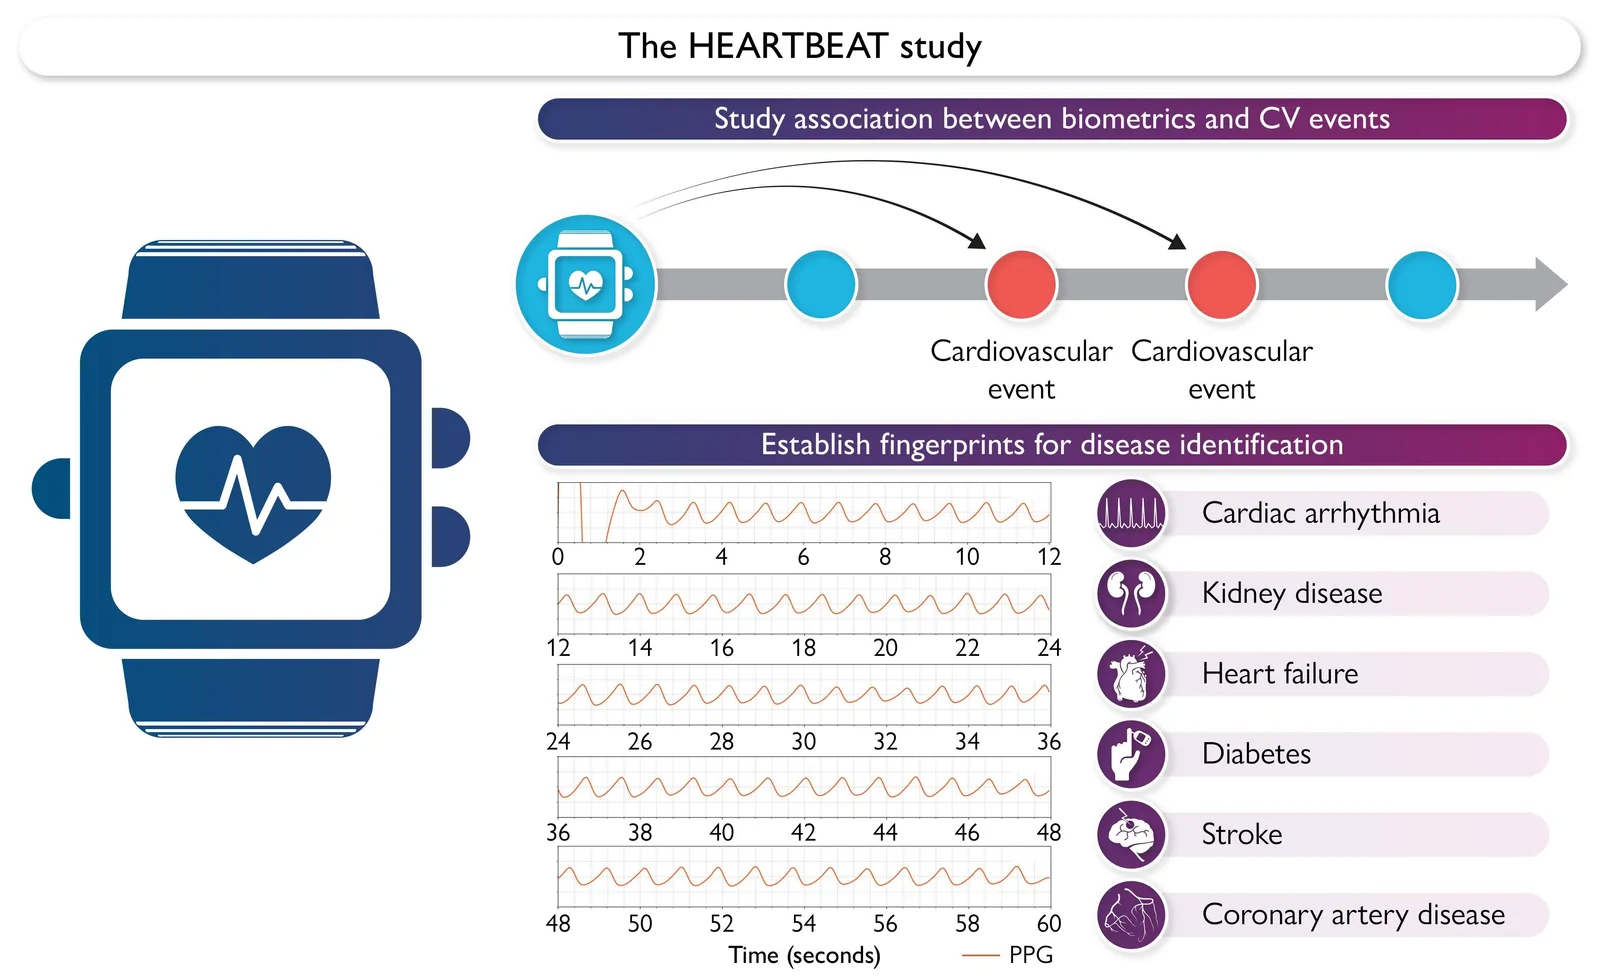 The HEARTBEAT study
Study association between biometrics and CV events
Cardiovascular
event
Cardiovascular
event
Establish fingerprints for disease identification
0 2 4 6 8 10 12
12 14 16 18 20 22 24
24 26 28 30 32 34 36
36 38 40 42 44 46 48
48 50 52 54 56 58 60
Time (seconds)
PPG
Cardiac arrhythmia
Kidney disease
Heart failure
Diabetes
Stroke
Coronary artery disease